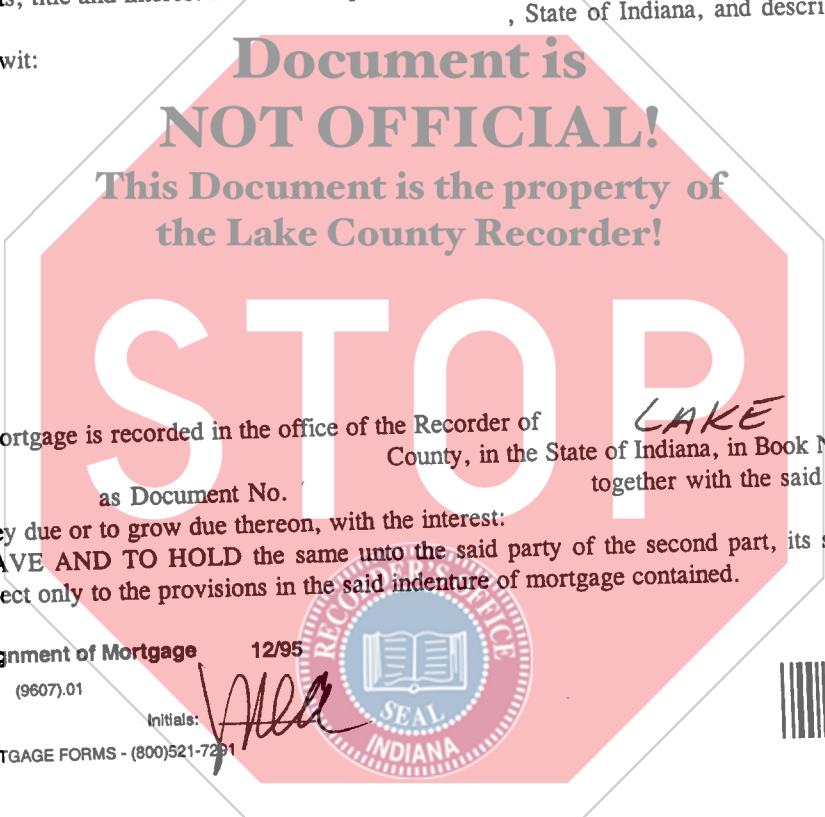 , State of Indiana, and descri
wit:
Document is
NOT OFFICIAL!
This Document is the property of
the Lake County Recorder!
STOP
ortgage is recorded in the office of the Recorder of LAKE
County, in the State of Indiana, in Book N
as Document No. together with the said
y due or to grow due thereon, with the interest:
AVE AND TO HOLD the same unto the said party of the second part, its s
ect only to the provisions in the said indenture of mortgage contained.
RECORDER'S OFFICE
SEAL
INDIANA
gnment of Mortgage 12/95
(9607).01
Initials:
TGAGE FORMS - (800)521-7291